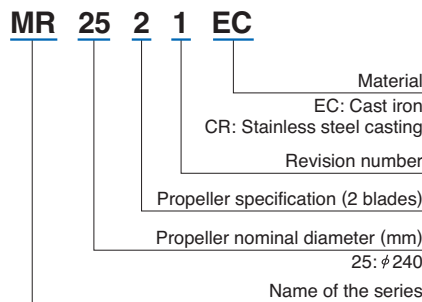 MR 25 2 1 EC
Material
EC: Cast iron
CR: Stainless steel casting
Revision number
Propeller specification (2 blades)
Propeller nominal diameter (mm)
25: ϕ240
Name of the series